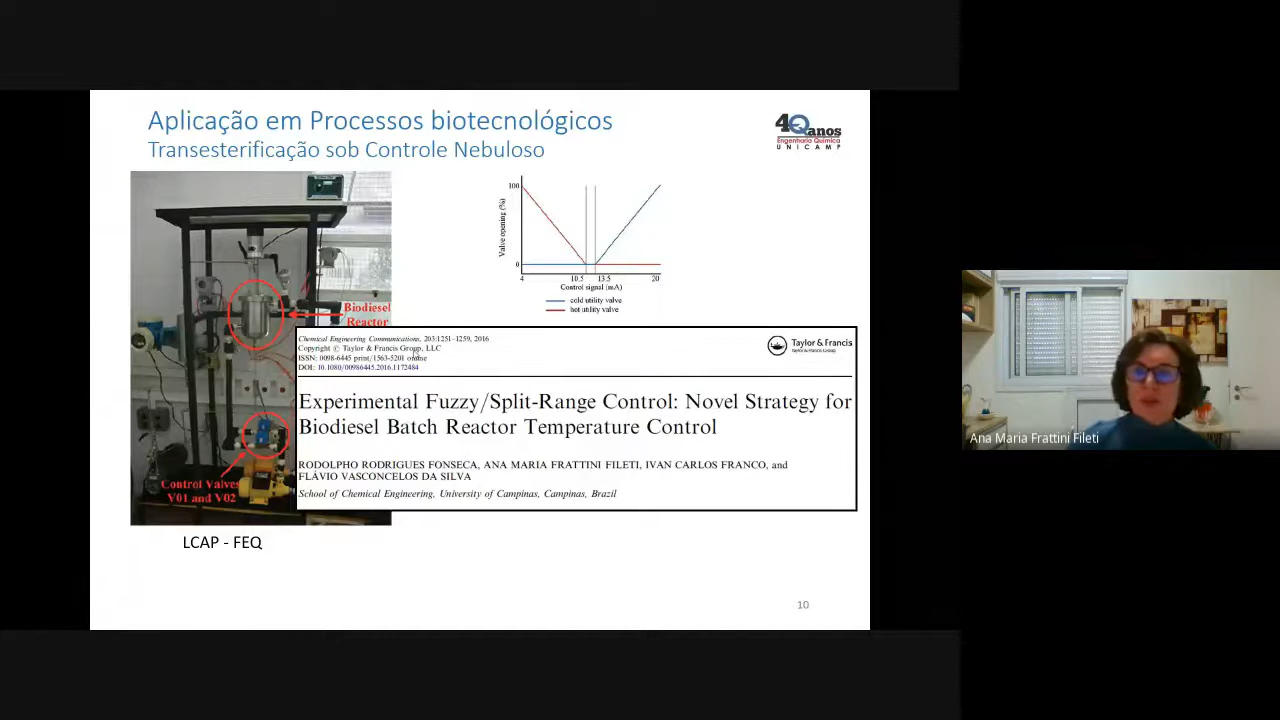 Aplicação em Processos biotecnológicos
Transesterificação sob Controle Nebuloso
4Qanos
Engenharia Química
UNICAMP
Biodiesel
Reactor
Control Valves
V01 and V02
LCAP - FEQ
Valve opening (%)
100
0
4
10.5
13.5
20
Control signal (mA)
cold utility valve
hot utility valve
Chemical Engineering Communications, 203:1251–1259, 2016
Copyright © Taylor & Francis Group, LLC
ISSN: 0098-6445 print/1563-5201 online
DOI: 10.1080/00986445.2016.1172484
Taylor & Francis
Taylor & Francis Group
Experimental Fuzzy/Split-Range Control: Novel Strategy for
Biodiesel Batch Reactor Temperature Control
RODOLPHO RODRIGUES FONSECA, ANA MARIA FRATTINI FILETI, IVAN CARLOS FRANCO, and
FLÁVIO VASCONCELOS DA SILVA
School of Chemical Engineering, University of Campinas, Campinas, Brazil
10
Ana Maria Frattini Fileti